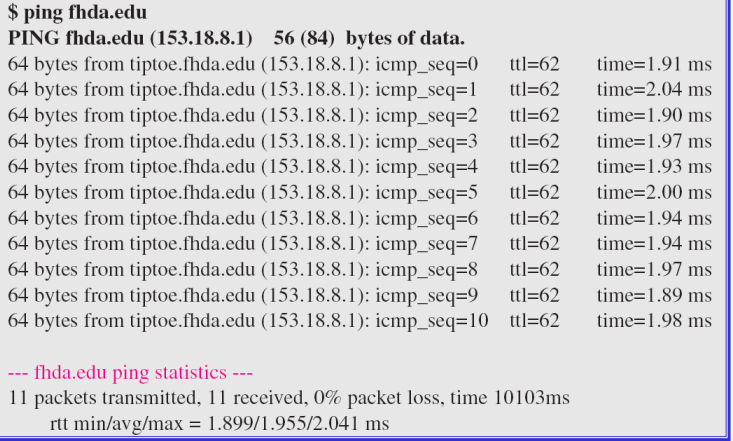 $ ping fhda.edu
PING fhda.edu (153.18.8.1) 56 (84) bytes of data.
64 bytes from tiptoe.fhda.edu (153.18.8.1): icmp_seq=0 ttl=62 time=1.91 ms
64 bytes from tiptoe.fhda.edu (153.18.8.1): icmp_seq=1 ttl=62 time=2.04 ms
64 bytes from tiptoe.fhda.edu (153.18.8.1): icmp_seq=2 ttl=62 time=1.90 ms
64 bytes from tiptoe.fhda.edu (153.18.8.1): icmp_seq=3 ttl=62 time=1.97 ms
64 bytes from tiptoe.fhda.edu (153.18.8.1): icmp_seq=4 ttl=62 time=1.93 ms
64 bytes from tiptoe.fhda.edu (153.18.8.1): icmp_seq=5 ttl=62 time=2.00 ms
64 bytes from tiptoe.fhda.edu (153.18.8.1): icmp_seq=6 ttl=62 time=1.94 ms
64 bytes from tiptoe.fhda.edu (153.18.8.1): icmp_seq=7 ttl=62 time=1.94 ms
64 bytes from tiptoe.fhda.edu (153.18.8.1): icmp_seq=8 ttl=62 time=1.97 ms
64 bytes from tiptoe.fhda.edu (153.18.8.1): icmp_seq=9 ttl=62 time=1.89 ms
64 bytes from tiptoe.fhda.edu (153.18.8.1): icmp_seq=10 ttl=62 time=1.98 ms
--- fhda.edu ping statistics ---
11 packets transmitted, 11 received, 0% packet loss, time 10103ms
rtt min/avg/max = 1.899/1.955/2.041 ms